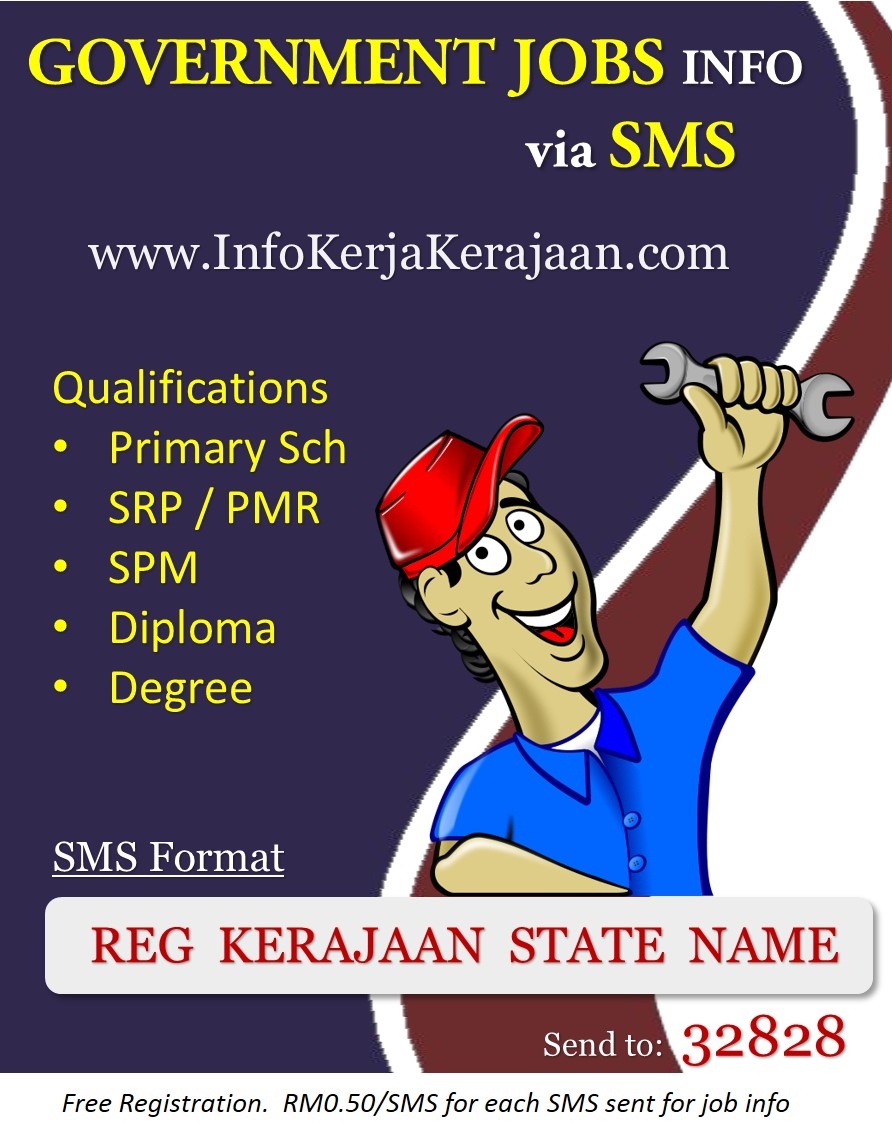 GOVERNMENT JOBS INFO
via SMS
www.InfoKerjaKerajaan.com
Qualifications
• Primary Sch
• SRP / PMR
• SPM
• Diploma
• Degree
SMS Format
REG KERAJAAN STATE NAME
Send to: 32828
Free Registration. RM0.50/SMS for each SMS sent for job info